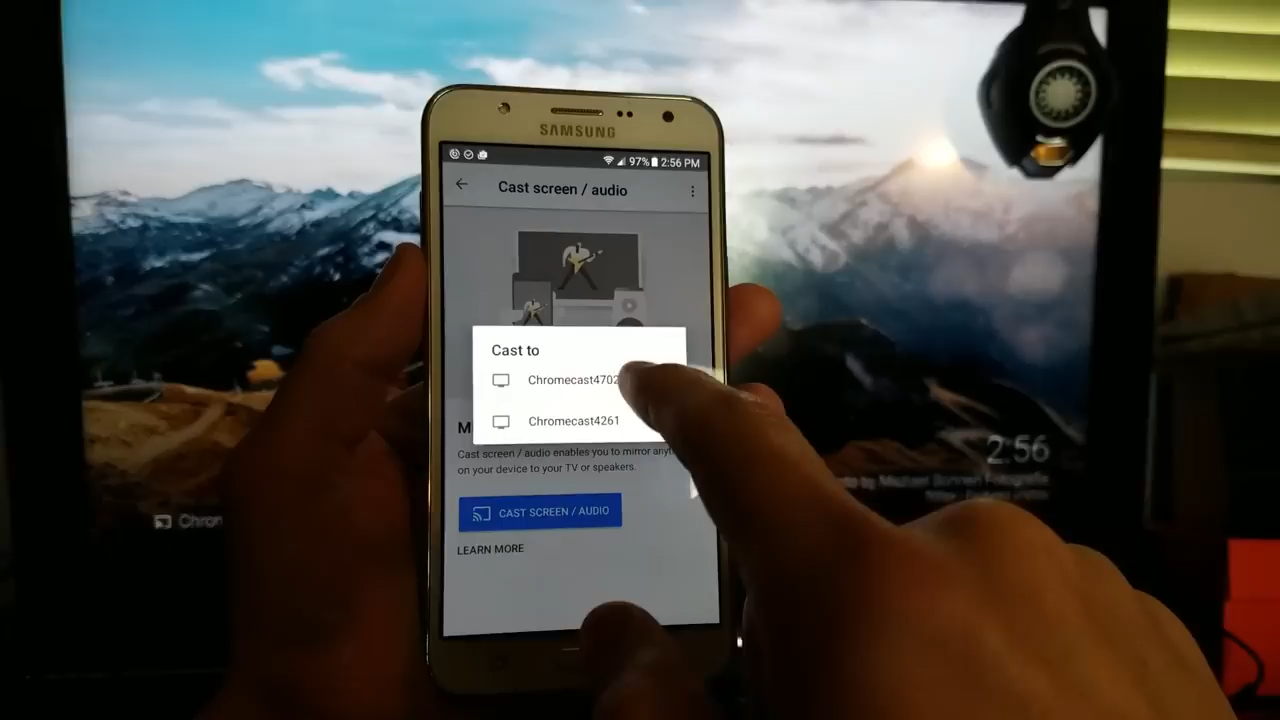 SAMSUNG
97% 2:56 PM
Cast screen / audio
Cast to
Chromecast4702
Chromecast4261
M
Cast screen / audio enables you to mirror anyt
on your device to your TV or speakers.
CAST SCREEN / AUDIO
LEARN MORE
2:56
Chrom